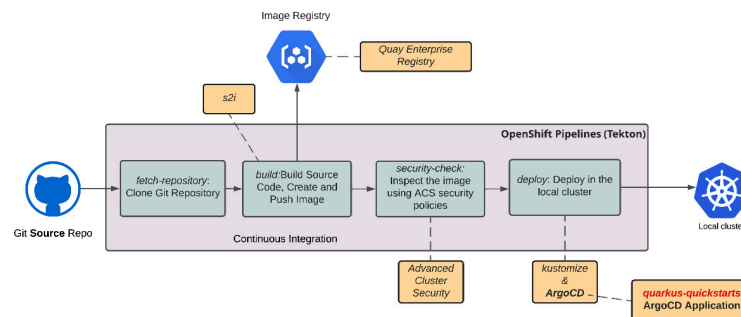 Image Registry
Quay Enterprise
Registry
s2i
OpenShift Pipelines (Tekton)
fetch-repository:
Clone Git Repository
build:Build Source
Code, Create and
Push Image
security-check:
Inspect the image
using ACS security
policies
deploy: Deploy in the
local cluster
Git Source Repo
Local cluste
Continuous Integration
Advanced
Cluster
Security
kustomize
&
ArgoCD
quarkus-quickstarts
ArgoCD Application